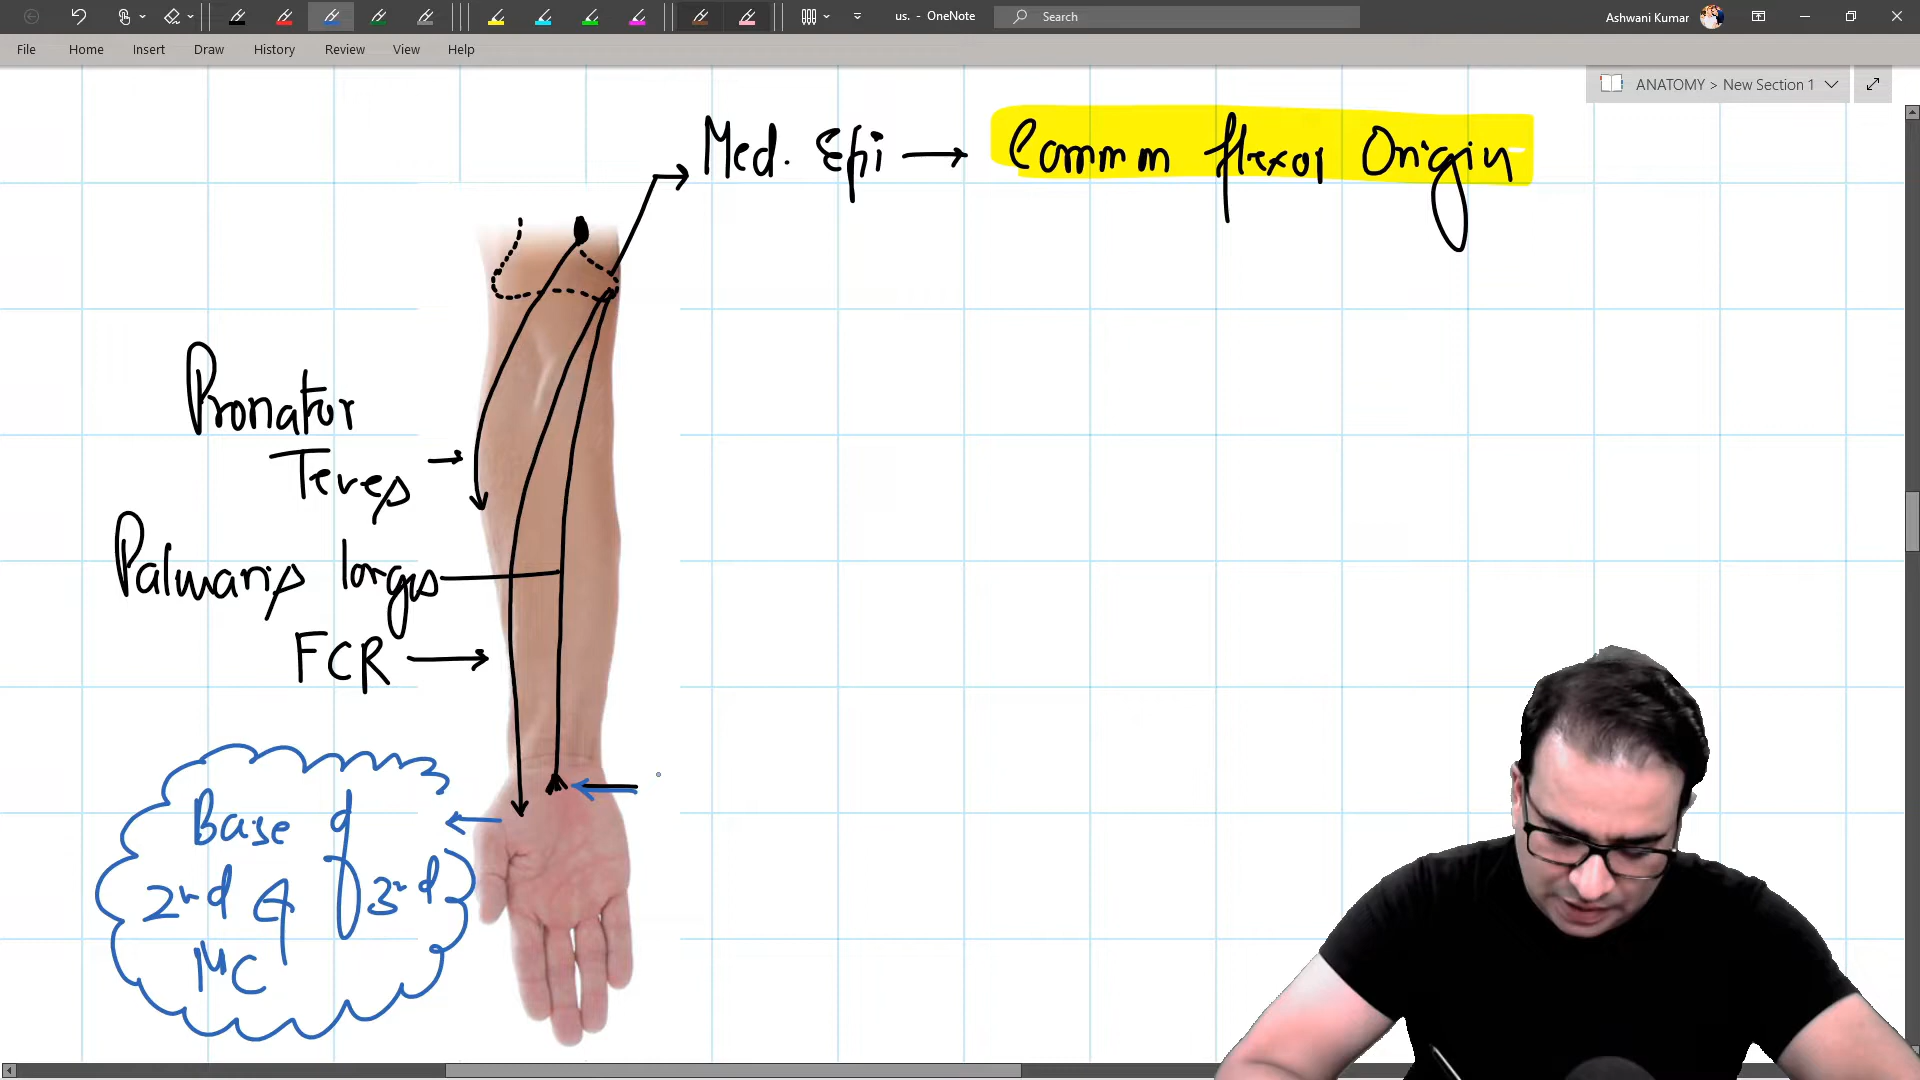 us. - OneNote
Search
Ashwani Kumar
File Home Insert Draw History Review View Help
ANATOMY > New Section 1
Med. Epi → Common flexor Origin
Pronator
Teres →
Palmaris longus
FCR →
Base of
2nd & 3rd
MC